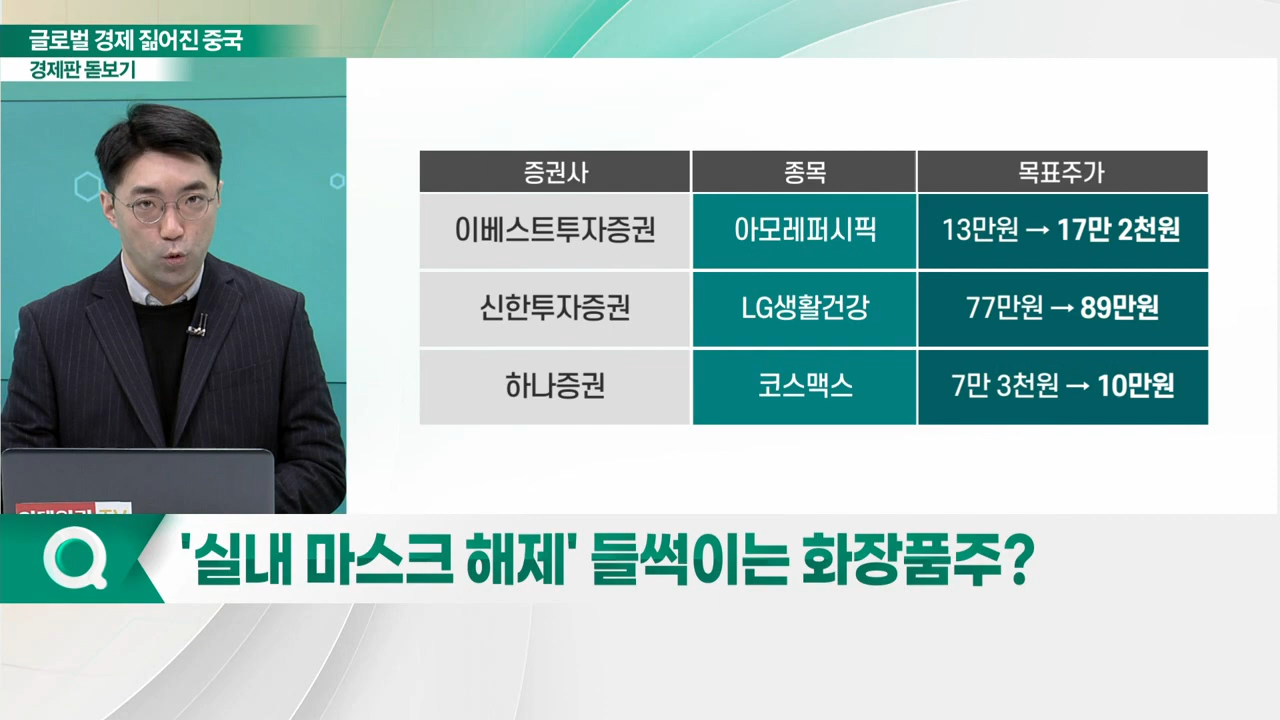 글로벌 경제 짊어진 중국
경제판 돋보기
증권사 종목 목표주가
이베스트투자증권 아모레퍼시픽 13만원 → 17만 2천원
신한투자증권 LG생활건강 77만원 → 89만원
하나증권 코스맥스 7만 3천원 → 10만원
'실내 마스크 해제' 들썩이는 화장품주?